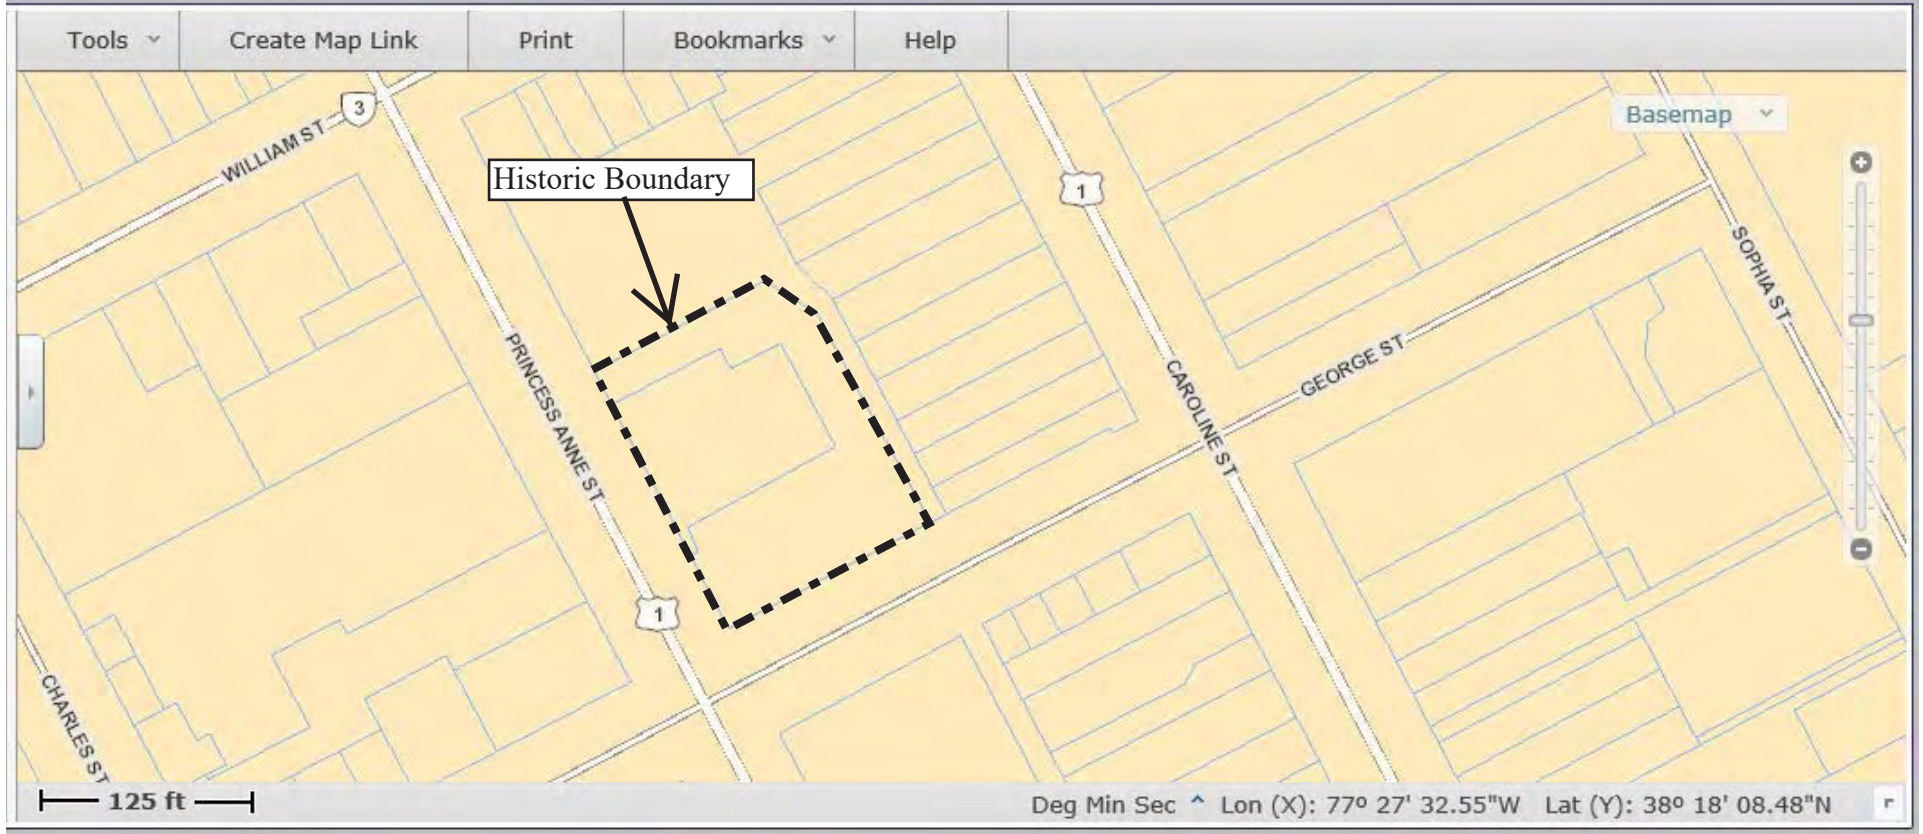 Tools
Create Map Link
Print
Bookmarks
Help
3
WILLIAM ST
Basemap
Historic Boundary
1
SOPHIA ST
PRINCESS ANNE ST
CAROLINE ST
GEORGE ST
1
CHARLES ST
125 ft
Deg Min Sec ^ Lon (X): 77º 27' 32.55"W Lat (Y): 38º 18' 08.48"N